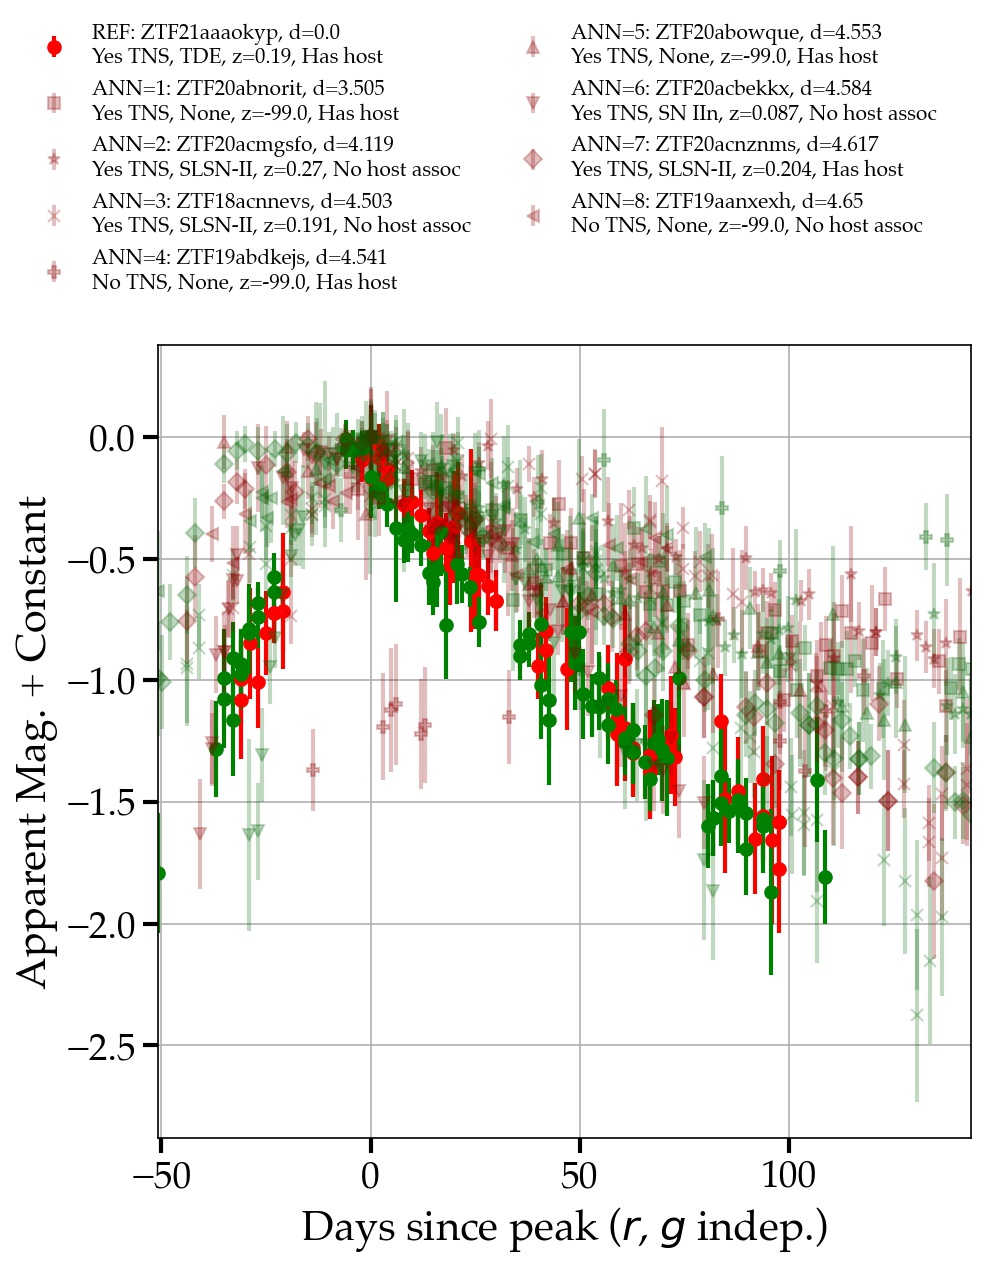 REF: ZTF21aaaokyp, d=0.0
Yes TNS, TDE, z=0.19, Has host
ANN=1: ZTF20abnorit, d=3.505
Yes TNS, None, z=-99.0, Has host
ANN=2: ZTF20acmgsfo, d=4.119
Yes TNS, SLSN-II, z=0.27, No host assoc
ANN=3: ZTF18acnnevs, d=4.503
Yes TNS, SLSN-II, z=0.191, No host assoc
ANN=4: ZTF19abdkejs, d=4.541
No TNS, None, z=-99.0, Has host
ANN=5: ZTF20abowque, d=4.553
Yes TNS, None, z=-99.0, Has host
ANN=6: ZTF20acbekkx, d=4.584
Yes TNS, SN IIn, z=0.087, No host assoc
ANN=7: ZTF20acnznms, d=4.617
Yes TNS, SLSN-II, z=0.204, Has host
ANN=8: ZTF19aanxexh, d=4.65
No TNS, None, z=-99.0, No host assoc
Apparent Mag. + Constant
0.0
−0.5
−1.0
−1.5
−2.0
−2.5
−50
0
50
100
Days since peak (r, g indep.)